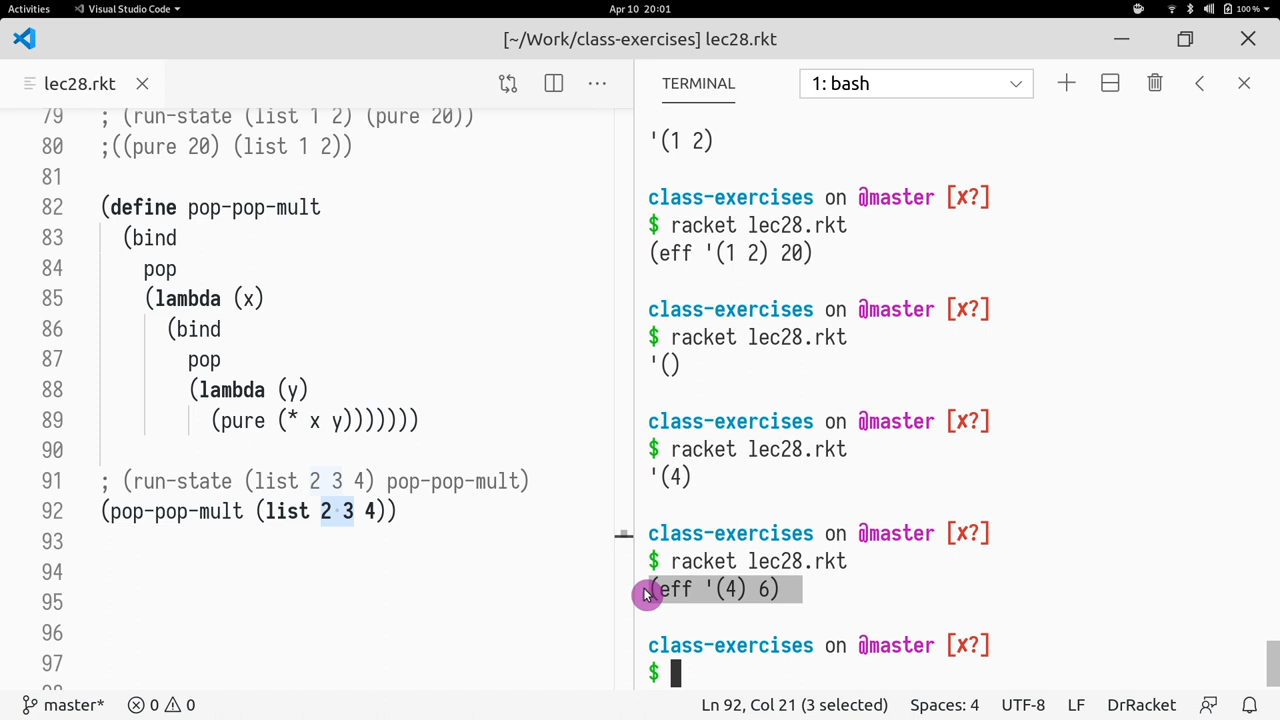 Activities Visual Studio Code Apr 10 20:01 100%
[~/Work/class-exercises] lec28.rkt
lec28.rkt
TERMINAL 1: bash
79 ; (run-state (list 1 2) (pure 20))
80 ;((pure 20) (list 1 2))
81
82 (define pop-pop-mult
83 (bind
84 pop
85 (lambda (x)
86 (bind
87 pop
88 (lambda (y)
89 (pure (* x y)))))))
90
91 ; (run-state (list 2 3 4) pop-pop-mult)
92 (pop-pop-mult (list 2 3 4))
93
94
95
96
97
'(1 2)
class-exercises on @master [x?]
$ racket lec28.rkt
(eff '(1 2) 20)
class-exercises on @master [x?]
$ racket lec28.rkt
'()
class-exercises on @master [x?]
$ racket lec28.rkt
'(4)
class-exercises on @master [x?]
$ racket lec28.rkt
(eff '(4) 6)
class-exercises on @master [x?]
$
master* 0 0 Ln 92, Col 21 (3 selected) Spaces: 4 UTF-8 LF DrRacket